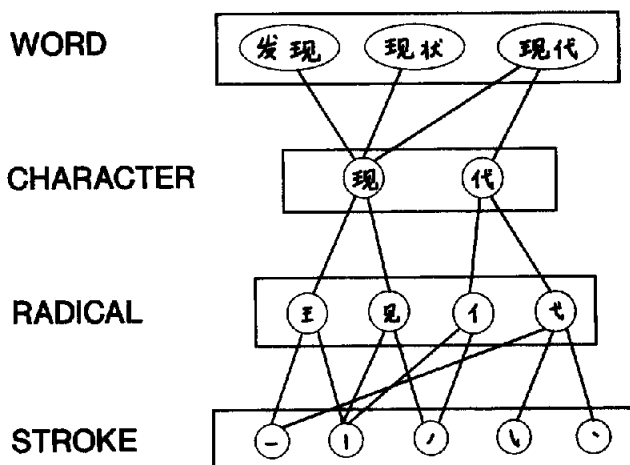 WORD 发现 现状 现代
CHARACTER 现 代
RADICAL 王 见 亻 弋
STROKE 一 丨 丿 ㇂ 丶